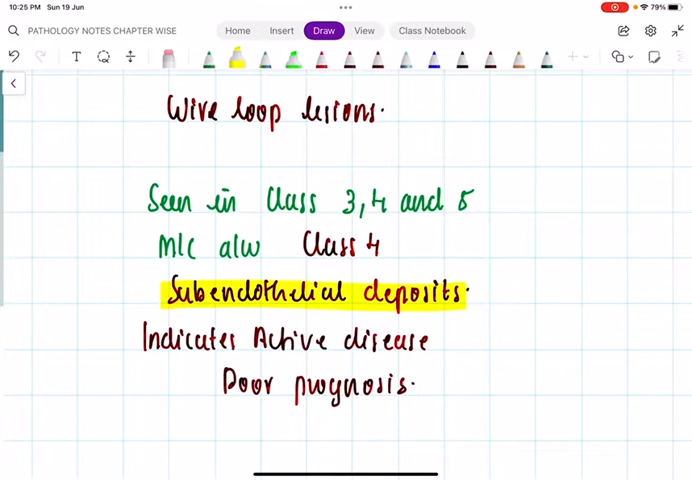 10:25 PM Sun 19 Jun
79%
PATHOLOGY NOTES CHAPTER WISE
Home Insert Draw View Class Notebook
Wire loop lesions.
Seen in Class 3, 4 and 5
MIC alw Class 4
Subendothelial deposits.
Indicates Active disease
Poor prognosis.